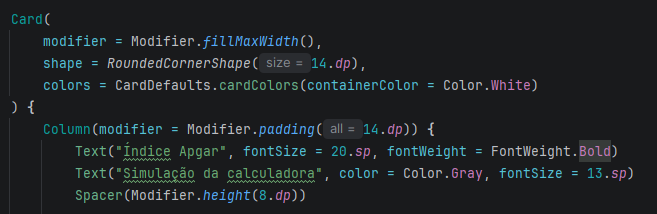 Card(
    modifier = Modifier.fillMaxWidth(),
    shape = RoundedCornerShape( size = 14.dp),
    colors = CardDefaults.cardColors(containerColor = Color.White)
) {
    Column(modifier = Modifier.padding( all = 14.dp)) {
        Text("Índice Apgar", fontSize = 20.sp, fontWeight = FontWeight.Bold)
        Text("Simulação da calculadora", color = Color.Gray, fontSize = 13.sp)
        Spacer(Modifier.height(8.dp))